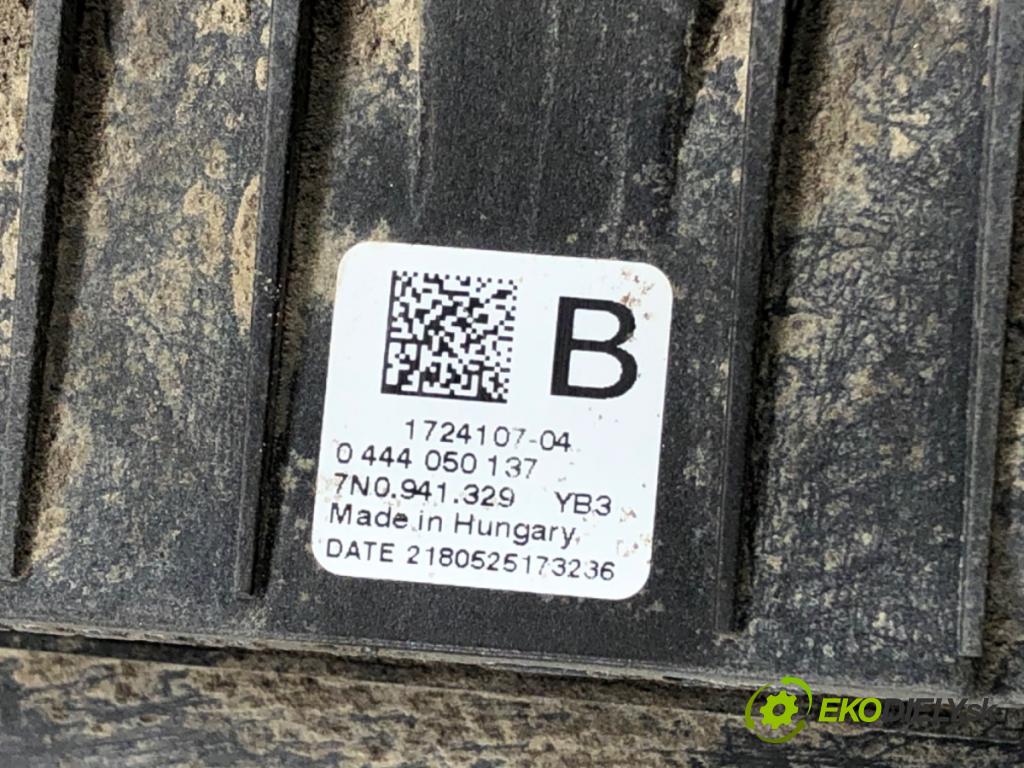 B
1724107-04
0 444 050 137
7N0.941.329 YB3
Made in Hungary
DATE 2180525173236
EKODIELY.sk